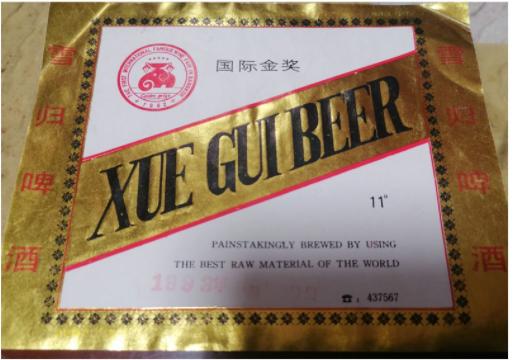 国际金奖
XUE GUI BEER
11°
PAINSTAKINGLY BREWED BY USING
THE BEST RAW MATERIAL OF THE WORLD
☎: 437567
雪归啤酒
雪归啤酒